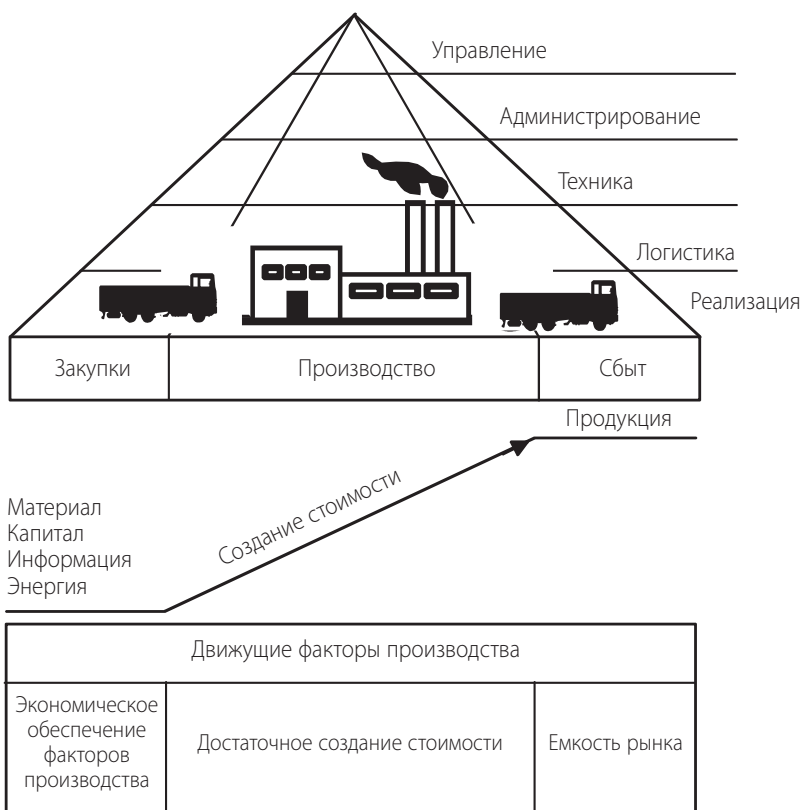 Управление
Администрирование
Техника
Логистика
Реализация
Закупки
Производство
Сбыт
Продукция
Создание стоимости
Материал
Капитал
Информация
Энергия
Движущие факторы производства
Экономическое
обеспечение
факторов
производства
Достаточное создание стоимости
Емкость рынка